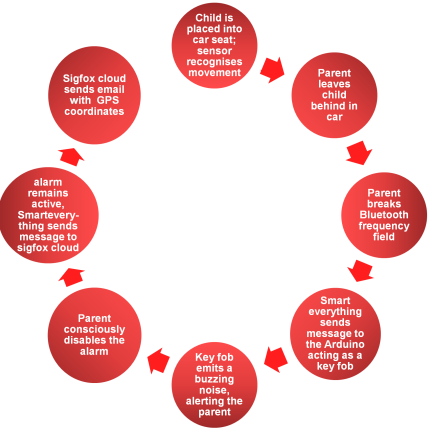 Child is
placed into
car seat;
sensor
recognises
movement
Parent
leaves
child
behind in
car
Parent
breaks
Bluetooth
frequency
field
Smart
everything
sends
message to
the Arduino
acting as a
key fob
Key fob
emits a
buzzing
noise,
alerting the
parent
Parent
consciously
disables the
alarm
alarm
remains
active,
Smartevery-
thing sends
message to
sigfox cloud
Sigfox cloud
sends email
with GPS
coordinates